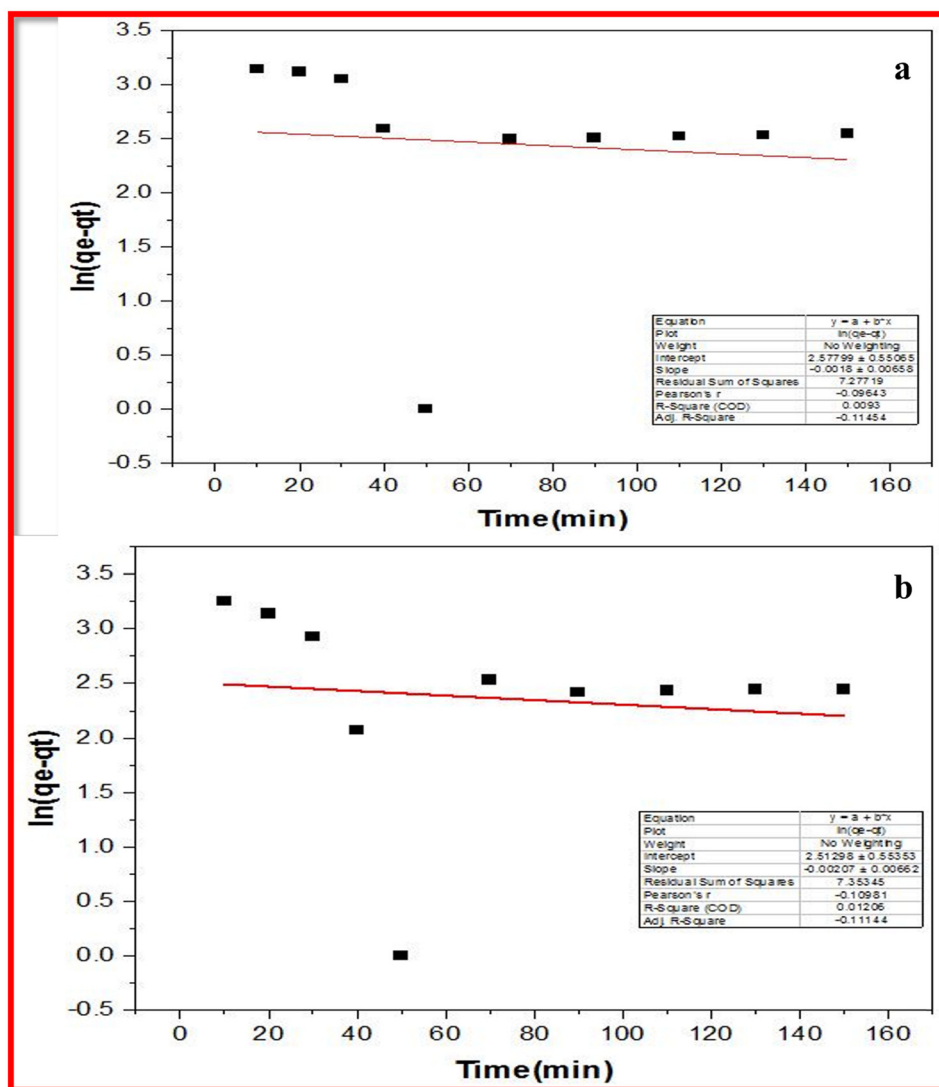 a
3.5
3.0
2.5
2.0
1.5
1.0
0.5
0.0
-0.5
ln(qe-qt)
Equation y = a + b*x
Plot ln(qe-qt)
Weight No Weighting
Intercept 2.57799 ± 0.55065
Slope -0.0018 ± 0.00658
Residual Sum of Squares 7.27719
Pearson's r -0.09643
R-Square (COD) 0.0093
Adj. R-Square -0.11454
0 20 40 60 80 100 120 140 160
Time(min)
b
3.5
3.0
2.5
2.0
1.5
1.0
0.5
0.0
-0.5
ln(qe-qt)
Equation y = a + b*x
Plot ln(qe-qt)
Weight No Weighting
Intercept 2.51298 ± 0.55353
Slope -0.00207 ± 0.00662
Residual Sum of Squares 7.35345
Pearson's r -0.10981
R-Square (COD) 0.01206
Adj. R-Square -0.11144
0 20 40 60 80 100 120 140 160
Time(min)